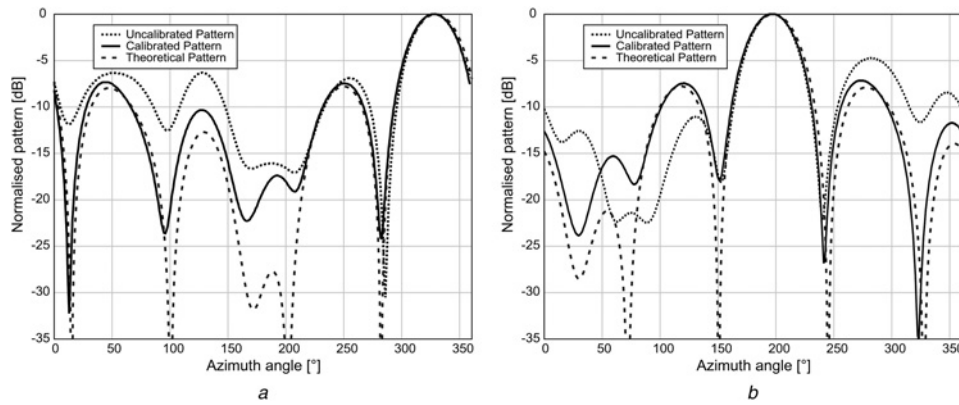 0
-5
-10
-15
-20
-25
-30
-35
Normalised pattern [dB]
Uncalibrated Pattern
Calibrated Pattern
Theoretical Pattern
0 50 100 150 200 250 300 350
Azimuth angle [°]
a
0
-5
-10
-15
-20
-25
-30
-35
Normalised pattern [dB]
Uncalibrated Pattern
Calibrated Pattern
Theoretical Pattern
0 50 100 150 200 250 300 350
Azimuth angle [°]
b